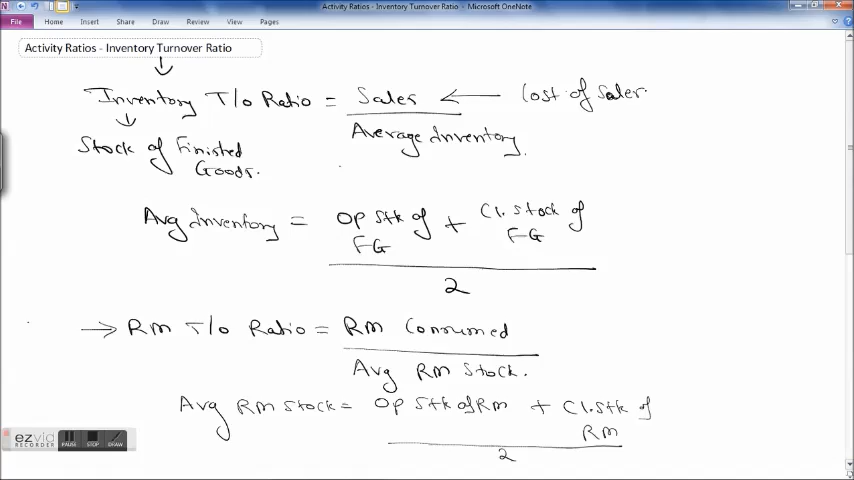 Activity Ratios - Inventory Turnover Ratio - Microsoft OneNote
File Home Insert Share Draw Review View Pages
Activity Ratios - Inventory Turnover Ratio
Inventory T/o Ratio = Sales ← Cost of Sales
Average Inventory
Stock of Finished
Goods.
Avg Inventory = Op Stk of FG + Cl. Stock of FG
2
→ RM T/o Ratio = RM Consumed
Avg RM Stock.
Avg RM Stock = Op Stk of RM + Cl. Stk of RM
2
ezvid
RECORDER
PAUSE STOP DRAW